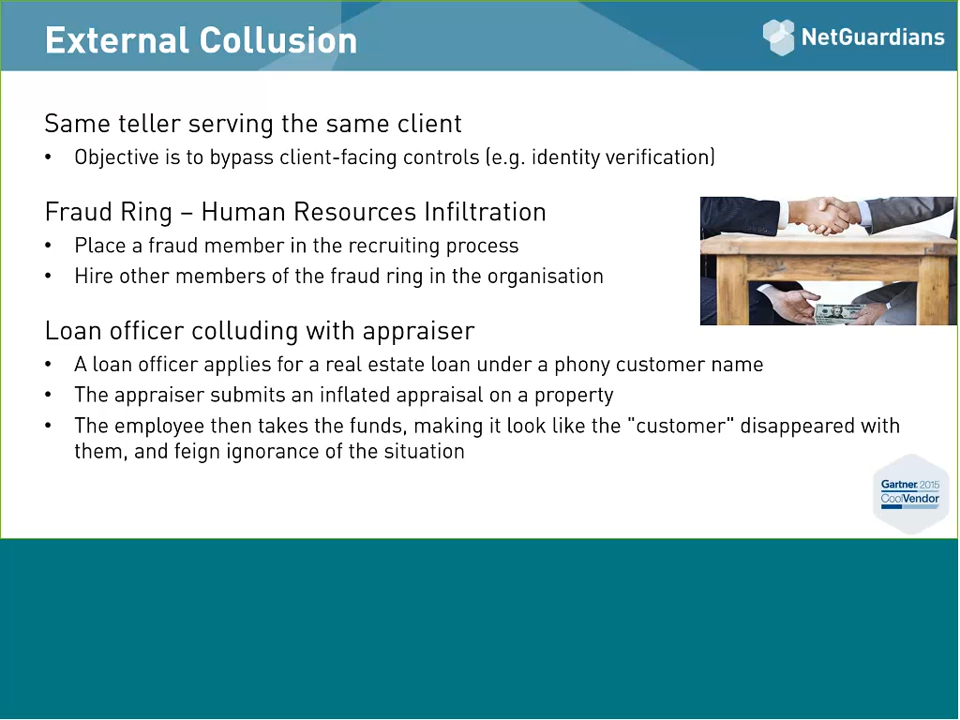 External Collusion
NetGuardians
Same teller serving the same client
• Objective is to bypass client-facing controls (e.g. identity verification)
Fraud Ring – Human Resources Infiltration
• Place a fraud member in the recruiting process
• Hire other members of the fraud ring in the organisation
Loan officer colluding with appraiser
• A loan officer applies for a real estate loan under a phony customer name
• The appraiser submits an inflated appraisal on a property
• The employee then takes the funds, making it look like the "customer" disappeared with
them, and feign ignorance of the situation
Gartner 2015
CoolVendor